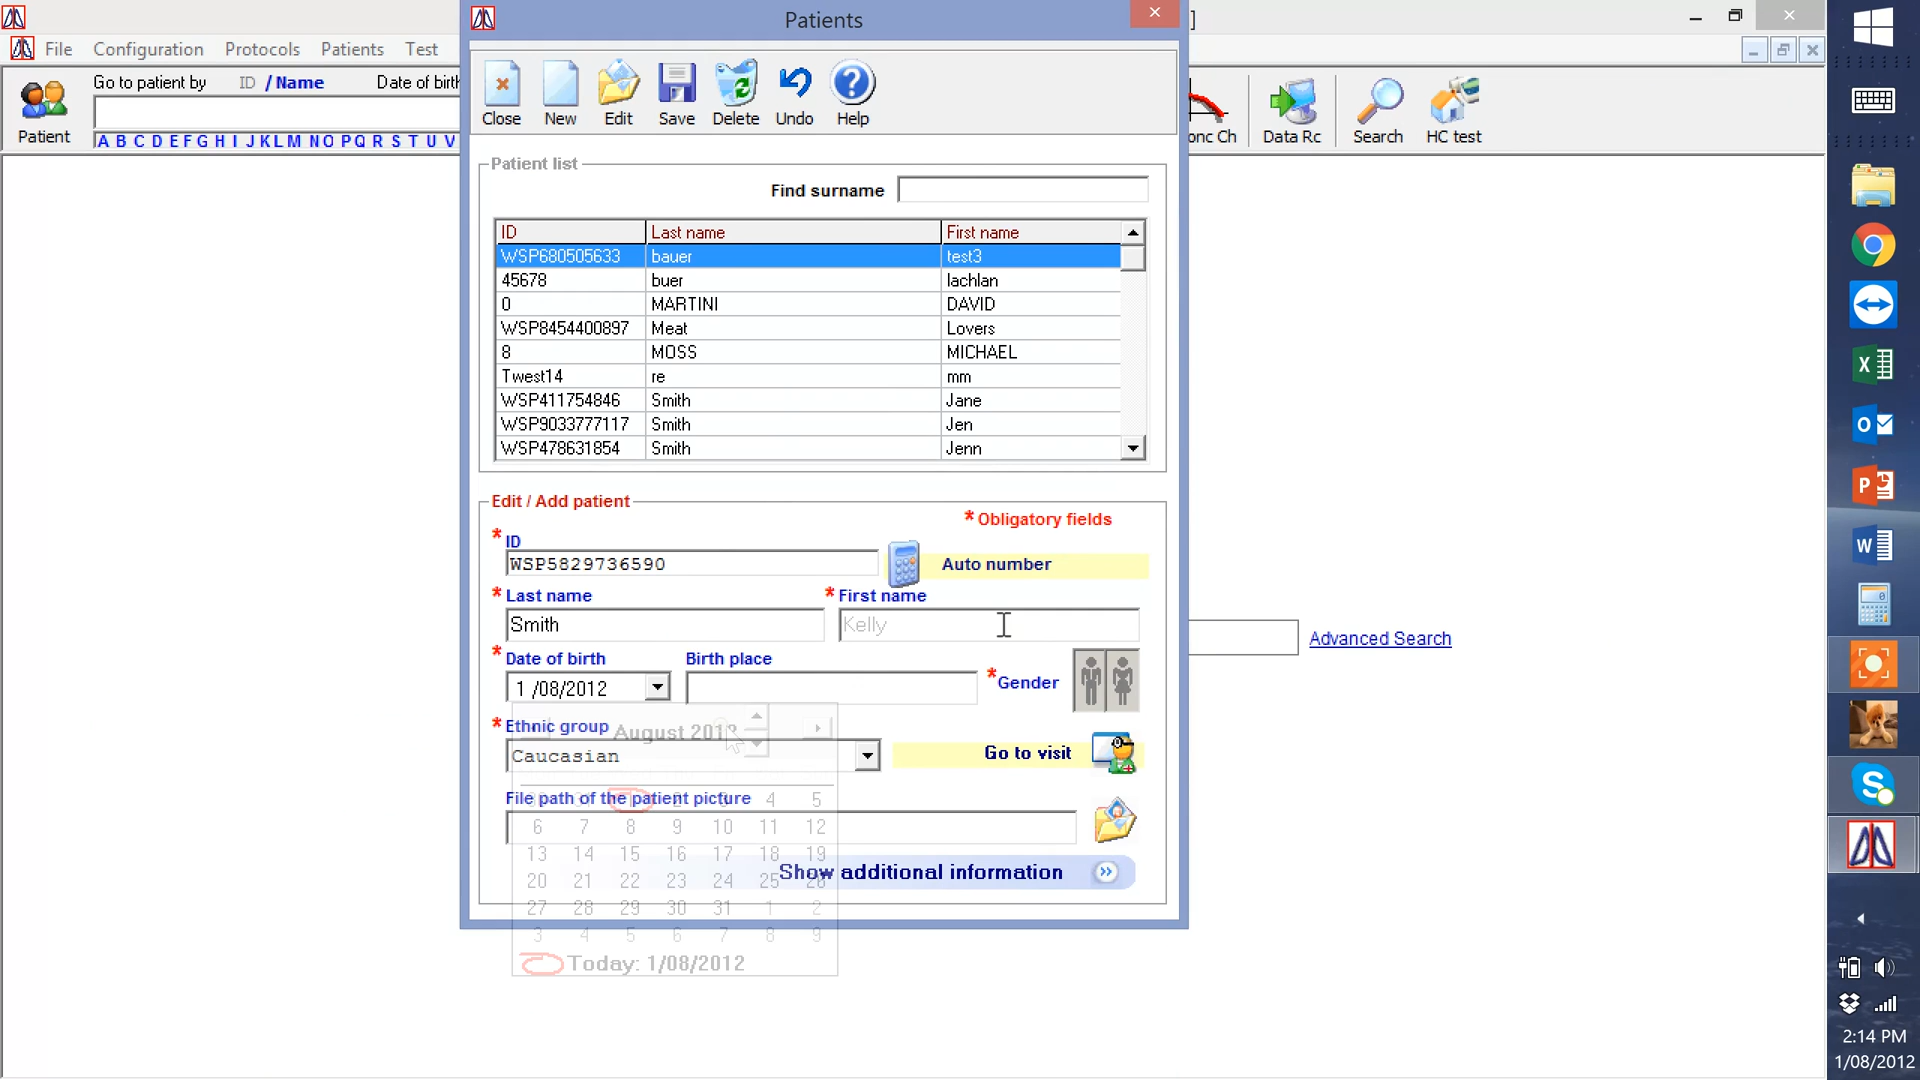 Patients
]
File Configuration Protocols Patients Test
Go to patient by ID / Name Date of birth
Patient
A B C D E F G H I J K L M N O P Q R S T U V
Close New Edit Save Delete Undo Help
onc Ch Data Rc Search HC test
Patient list
Find surname
ID Last name First name
WSP680505633 bauer test3
45678 buer lachlan
0 MARTINI DAVID
WSP8454400897 Meat Lovers
8 MOSS MICHAEL
Twest14 re mm
WSP411754846 Smith Jane
WSP9033777117 Smith Jen
WSP478631854 Smith Jenn
Edit / Add patient
* Obligatory fields
* ID
WSP5829736590 Auto number
* Last name * First name
Smith Kelly
* Date of birth Birth place * Gender
1 /08/2012
* Ethnic group
August 2012
Caucasian Go to visit
File path of the patient picture
4 5
6 7 8 9 10 11 12
13 14 15 16 17 18 19
Show additional information
20 21 22 23 24 25 26
27 28 29 30 31 1 2
3 4 5 6 7 8 9
Today: 1/08/2012
Advanced Search
2:14 PM
1/08/2012